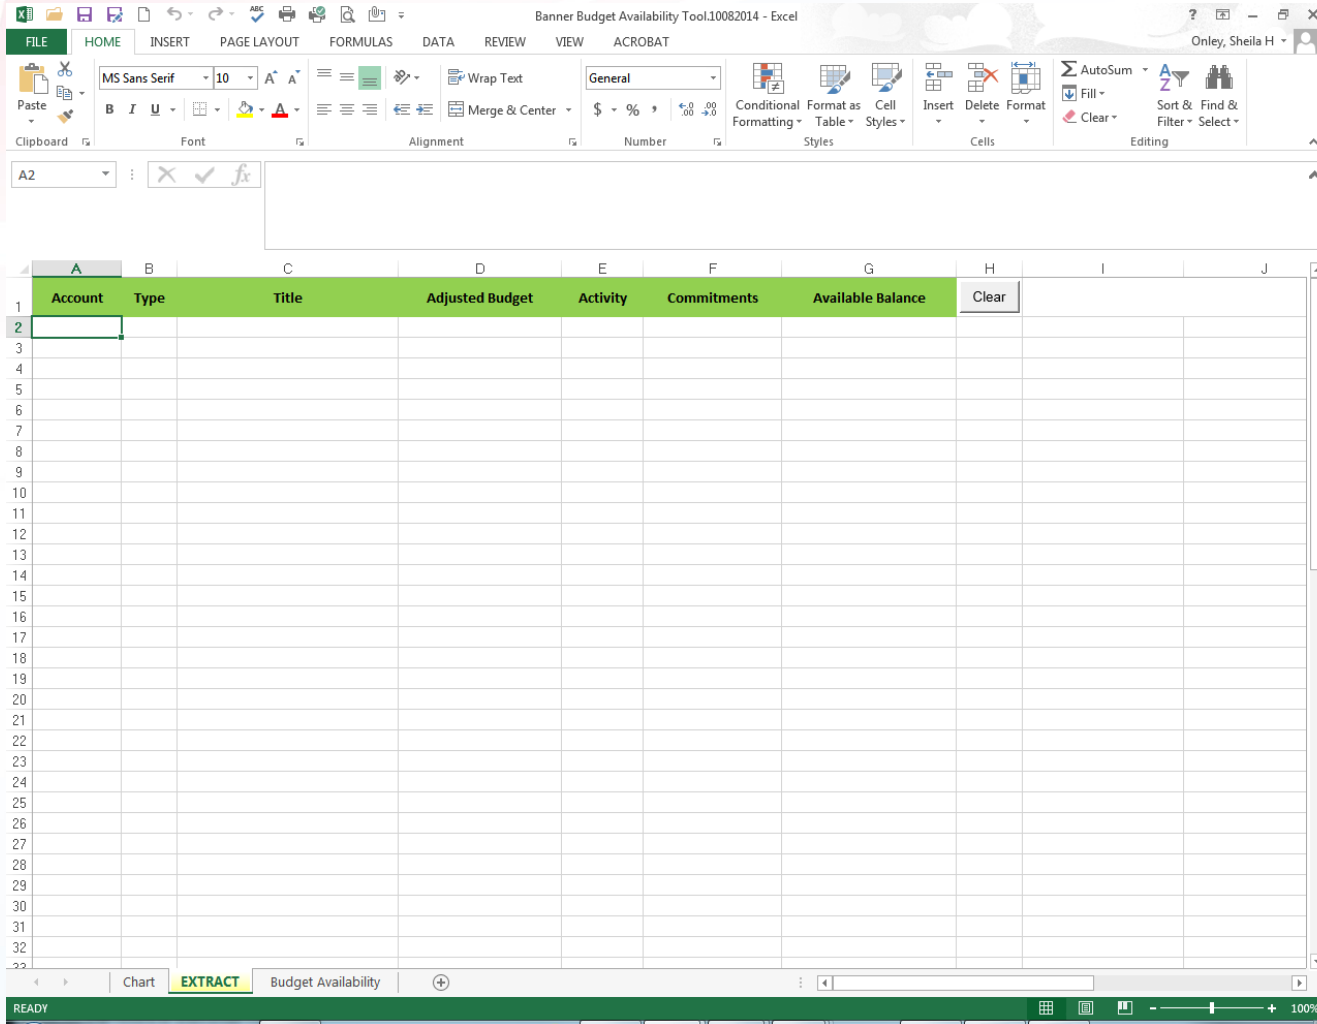 Banner Budget Availability Tool.10082014 - Excel
?
FILE HOME INSERT PAGE LAYOUT FORMULAS DATA REVIEW VIEW ACROBAT Onley, Sheila H
ABC
MS Sans Serif 10 A A Wrap Text General AutoSum
Fill
Paste B I U A Merge & Center $ % , Conditional Format as Cell Insert Delete Format Clear Sort & Find &
Formatting Table Styles Filter Select
Clipboard Font Alignment Number Styles Cells Editing
A2 fx
A B C D E F G H I J
1 Account Type Title Adjusted Budget Activity Commitments Available Balance Clear
2
3
4
5
6
7
8
9
10
11
12
13
14
15
16
17
18
19
20
21
22
23
24
25
26
27
28
29
30
31
32
33
Chart EXTRACT Budget Availability
READY 100%